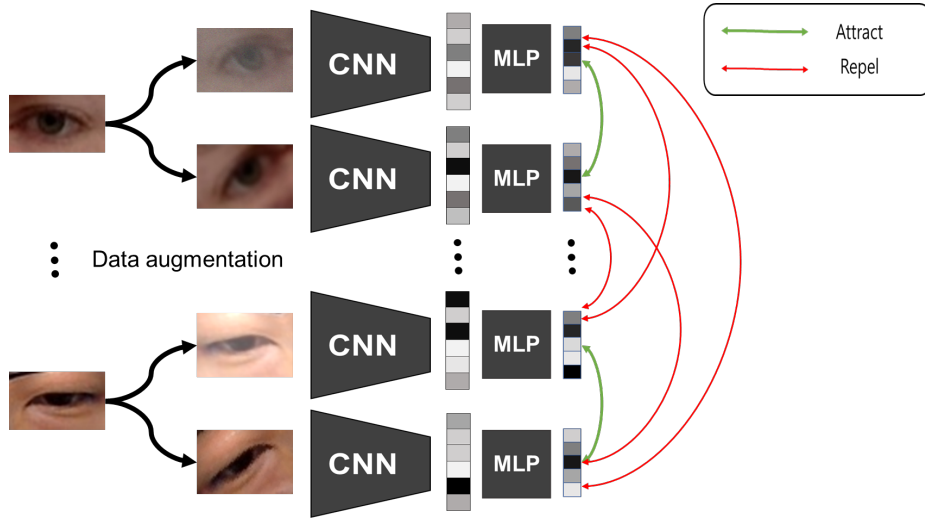 CNN
MLP
Attract
Repel
CNN
MLP
Data augmentation
CNN
MLP
CNN
MLP